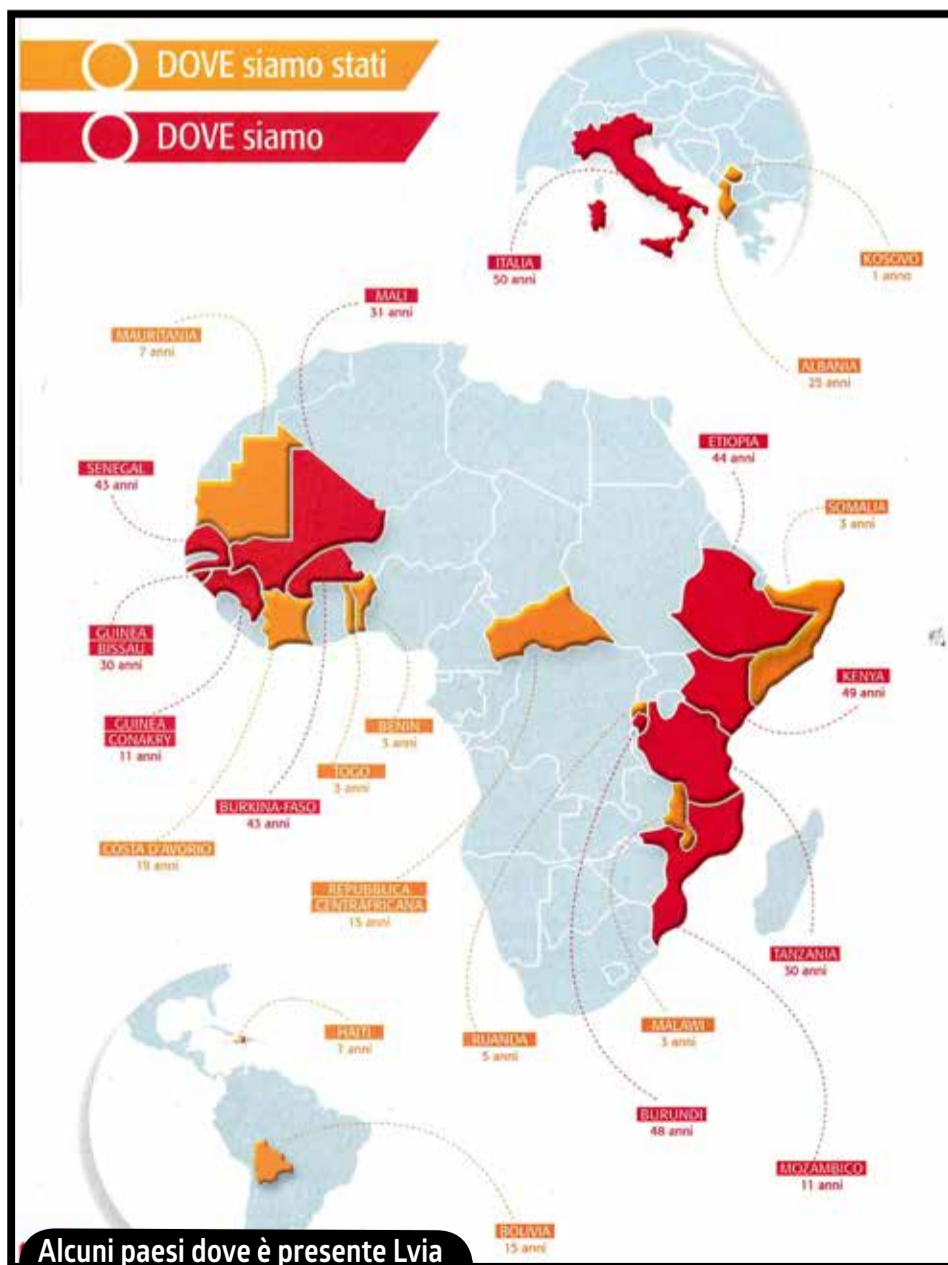 DOVE siamo stati
DOVE siamo
ITALIA
50 anni
KOSOVO
1 anno
MALI
31 anni
MAURITANIA
7 anni
ALBANIA
25 anni
ETIOPIA
44 anni
SENEGAL
43 anni
SOMALIA
3 anni
GUINEA
BISSAU
30 anni
KENYA
49 anni
GUINEA
CONAKRY
11 anni
BENIN
3 anni
TOGO
3 anni
BURKINA-FASO
43 anni
COSTA D'AVORIO
19 anni
REPUBBLICA
CENTRAFRICANA
15 anni
TANZANIA
30 anni
HAITI
7 anni
RUANDA
5 anni
MALAWI
3 anni
BURUNDI
48 anni
MOZAMBICO
11 anni
BOLIVIA
15 anni
Alcuni paesi dove è presente Lvia